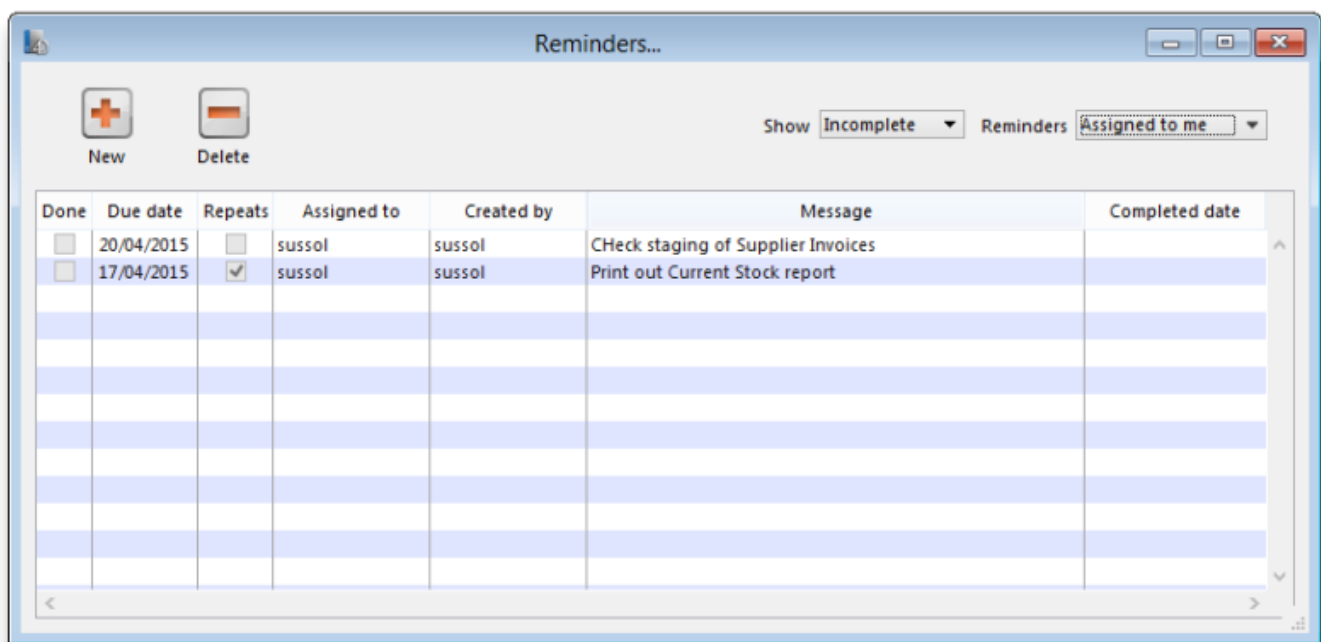 Reminders...
New Delete
Show Incomplete Reminders Assigned to me
Done Due date Repeats Assigned to Created by Message Completed date
20/04/2015 sussol sussol CHeck staging of Supplier Invoices
17/04/2015 sussol sussol Print out Current Stock report